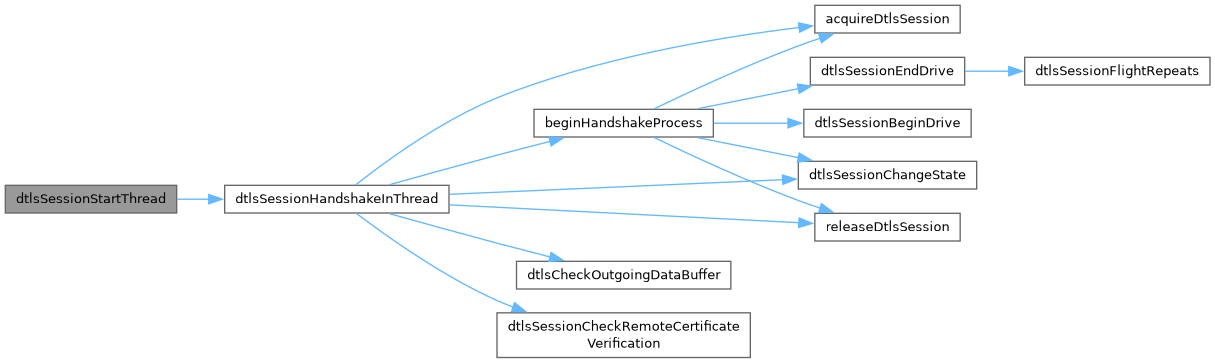 acquireDtlsSession
dtlsSessionEndDrive
dtlsSessionFlightRepeats
beginHandshakeProcess
dtlsSessionBeginDrive
dtlsSessionChangeState
dtlsSessionStartThread
dtlsSessionHandshakeInThread
releaseDtlsSession
dtlsCheckOutgoingDataBuffer
dtlsSessionCheckRemoteCertificate
Verification